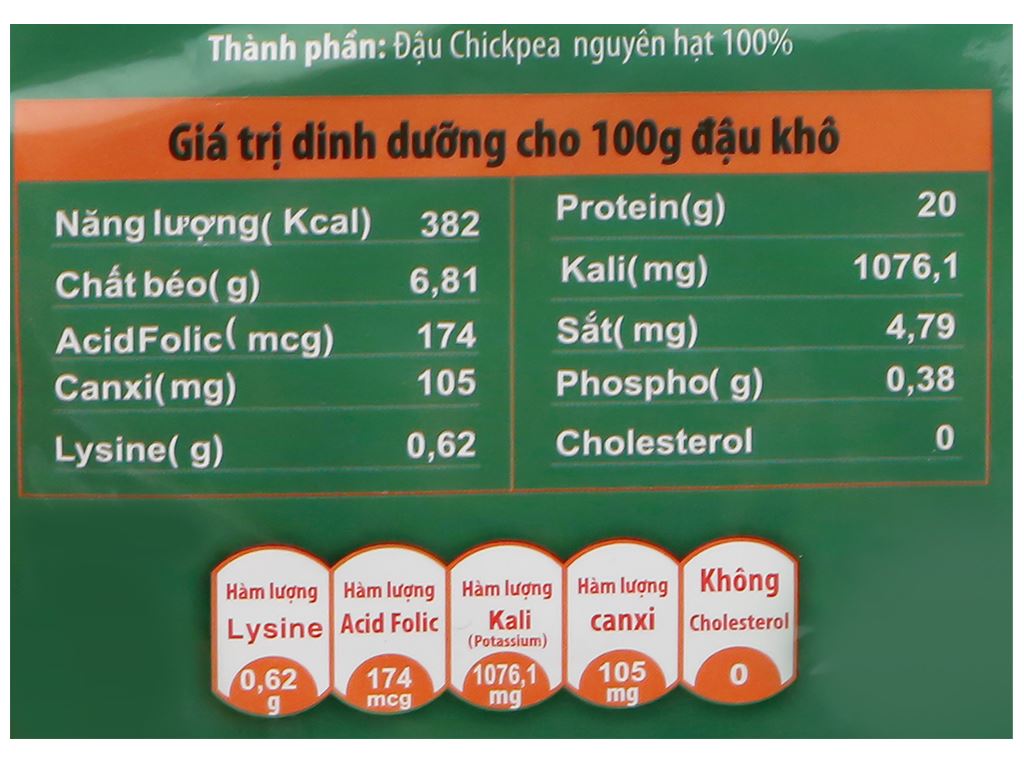 Thành phần: Đậu Chickpea nguyên hạt 100%
Giá trị dinh dưỡng cho 100g đậu khô
Năng lượng( Kcal) 382
Chất béo( g) 6,81
AcidFolic( mcg) 174
Canxi(mg) 105
Lysine( g) 0,62
Protein(g) 20
Kali(mg) 1076,1
Sắt( mg) 4,79
Phospho( g) 0,38
Cholesterol 0
Hàm lượng
Lysine
0,62
g
Hàm lượng
Acid Folic
174
mcg
Hàm lượng
Kali
(Potassium)
1076,1
mg
Hàm lượng
canxi
105
mg
Không
Cholesterol
0